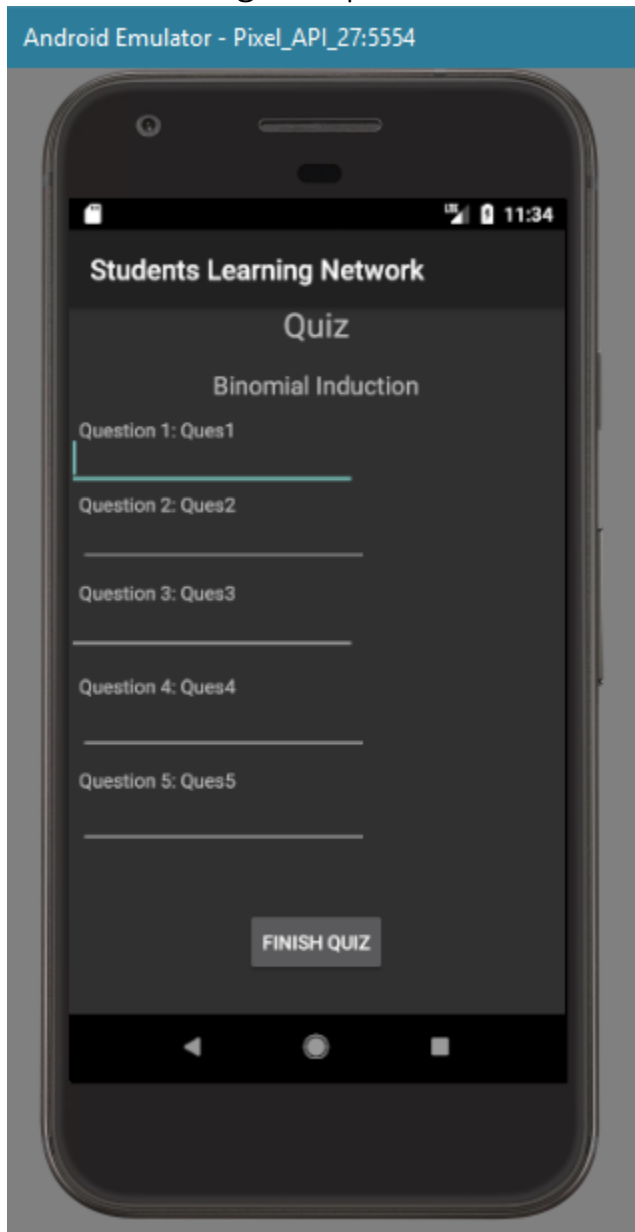 Android Emulator - Pixel_API_27:5554
LTE 11:34
Students Learning Network
Quiz
Binomial Induction
Question 1: Ques1
Question 2: Ques2
Question 3: Ques3
Question 4: Ques4
Question 5: Ques5
FINISH QUIZ